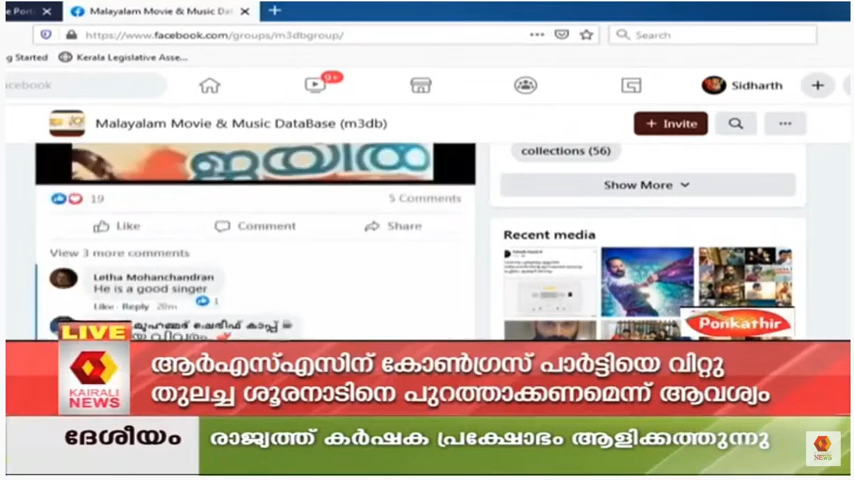 Malayalam Movie & Music Dat
https://www.facebook.com/groups/m3dbgroup/
Search
g Started
Kerala Legislative Asse...
acebook
9+
Sidharth
Malayalam Movie & Music DataBase (m3db)
+ Invite
ജയിൽ
collections (56)
19
5 Comments
Show More
Like
Comment
Share
Recent media
View 3 more comments
Letha Mohanchandran
He is a good singer
Like · Reply · 20m
1
LIVE
Ponkathir
KAIRALI
NEWS
ആർഎസ്എസിന് കോൺഗ്രസ് പാർട്ടിയെ വിറ്റു
തുലച്ച ശൂരനാടിനെ പുറത്താക്കണമെന്ന് ആവശ്യം
ദേശീയം
രാജ്യത്ത് കർഷക പ്രക്ഷോഭം ആളിക്കത്തുന്നു
NEWS